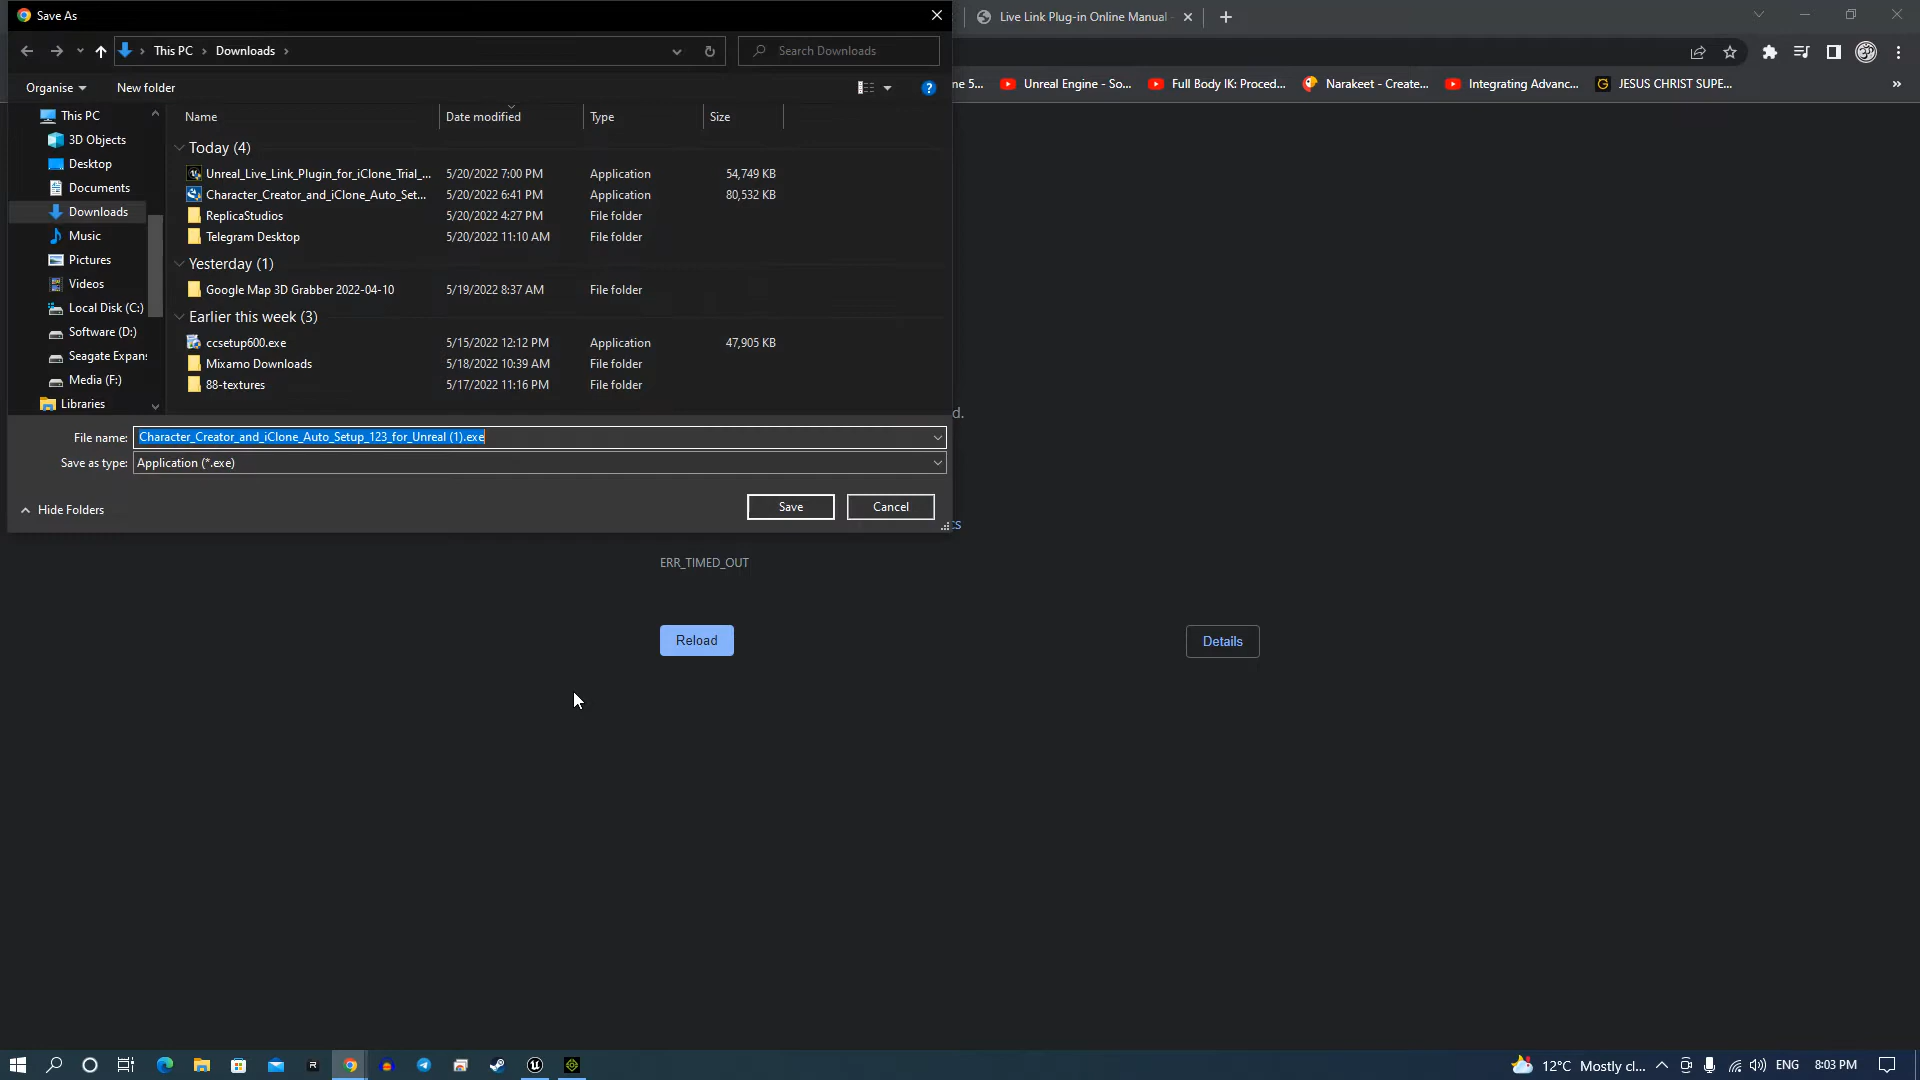 Save As
Live Link Plug-in Online Manual
This PC
Downloads
Search Downloads
Organise
New folder
ne 5...
Unreal Engine - So...
Full Body IK: Proced...
Narakeet - Create...
Integrating Advanc...
JESUS CHRIST SUPE...
This PC
3D Objects
Desktop
Documents
Downloads
Music
Pictures
Videos
Local Disk (C:)
Software (D:)
Seagate Expans
Media (F:)
Libraries
Name
Date modified
Type
Size
Today (4)
Unreal_Live_Link_Plugin_for_iClone_Trial_... 5/20/2022 7:00 PM Application 54,749 KB
Character_Creator_and_iClone_Auto_Set... 5/20/2022 6:41 PM Application 80,532 KB
ReplicaStudios 5/20/2022 4:27 PM File folder
Telegram Desktop 5/20/2022 11:10 AM File folder
Yesterday (1)
Google Map 3D Grabber 2022-04-10 5/19/2022 8:37 AM File folder
Earlier this week (3)
ccsetup600.exe 5/15/2022 12:12 PM Application 47,905 KB
Mixamo Downloads 5/18/2022 10:39 AM File folder
88-textures 5/17/2022 11:16 PM File folder
d.
File name: Character_Creator_and_iClone_Auto_Setup_123_for_Unreal (1).exe
Save as type: Application (*.exe)
Hide Folders
Save
Cancel
cs
ERR_TIMED_OUT
Reload
Details
12°C Mostly cl...
ENG
8:03 PM